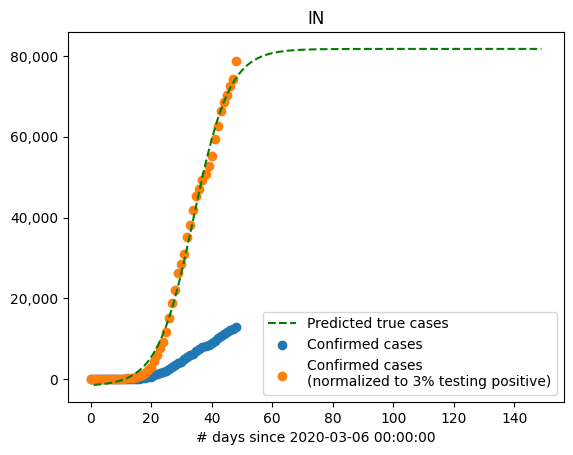 IN
80,000
60,000
40,000
20,000
0
Predicted true cases
Confirmed cases
Confirmed cases
(normalized to 3% testing positive)
0 20 40 60 80 100 120 140
# days since 2020-03-06 00:00:00